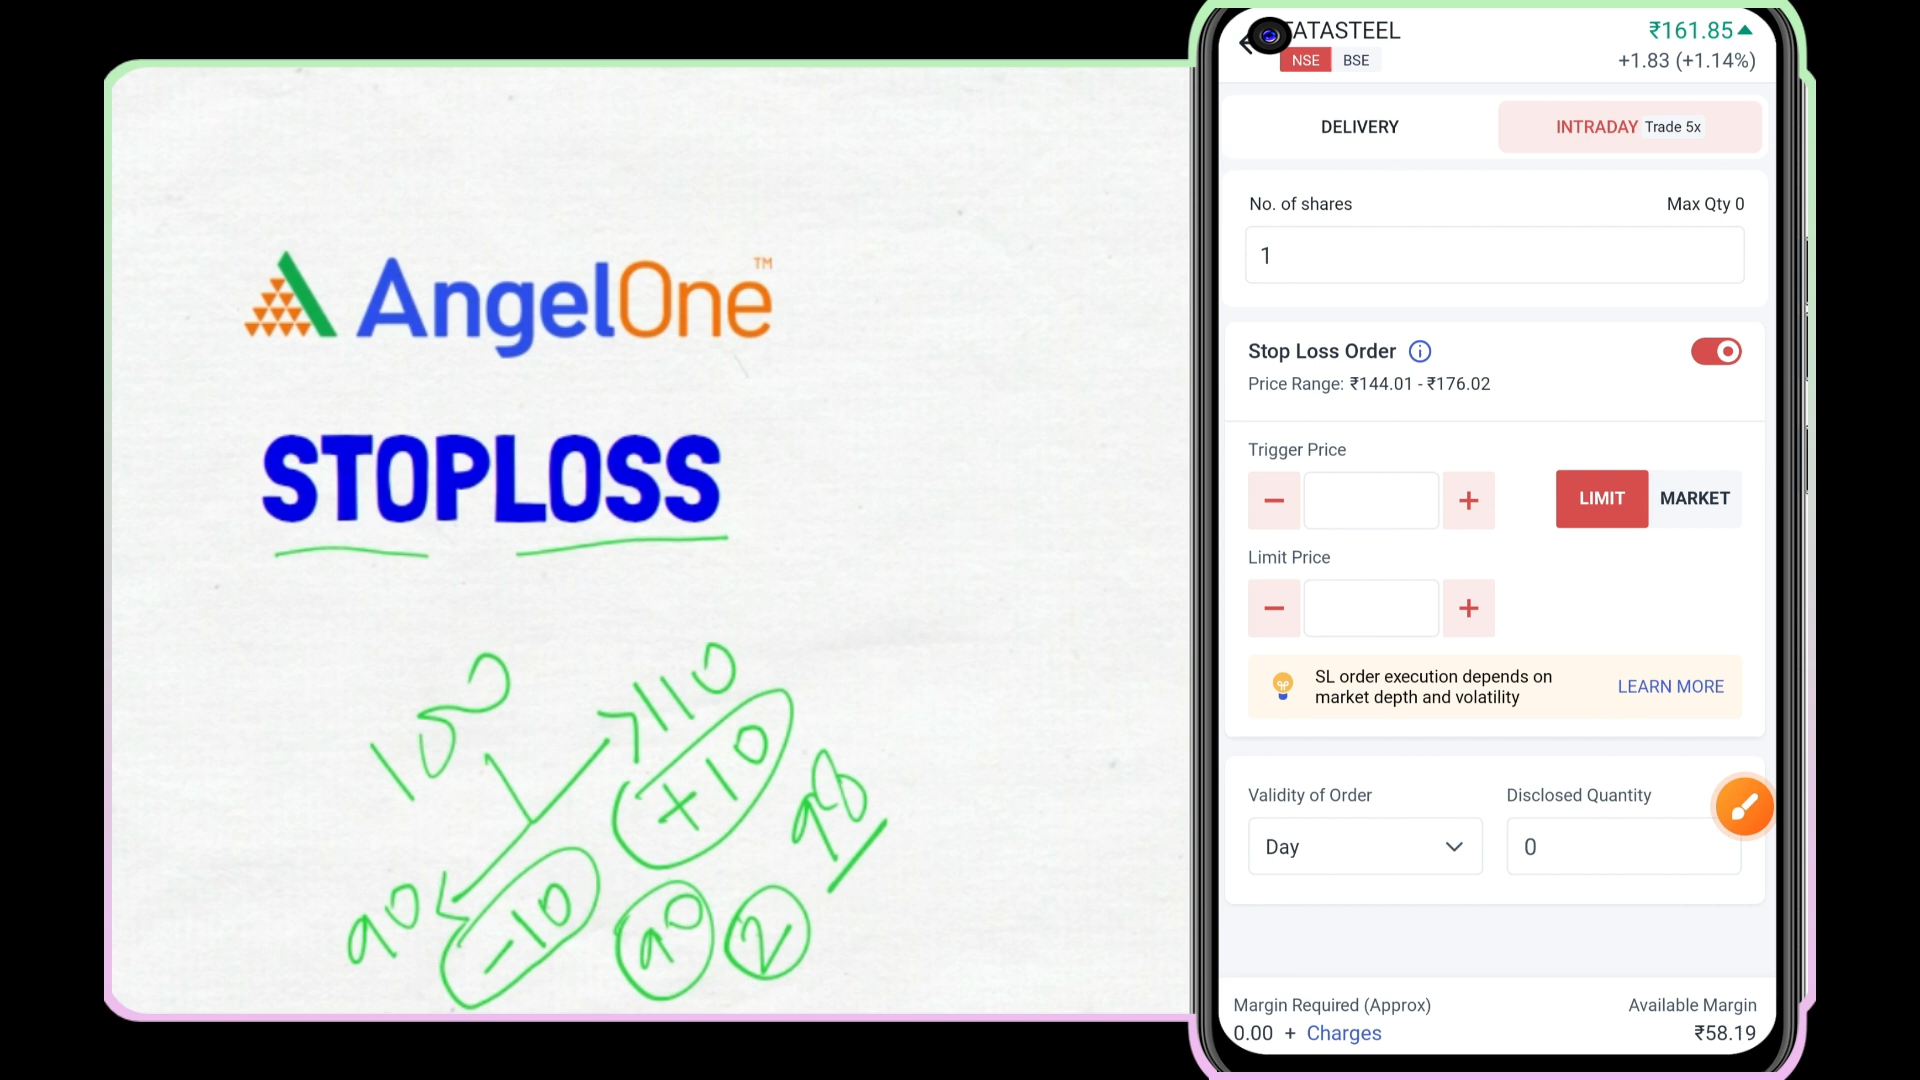 AngelOne™
STOPLOSS
100
>110
+10
98
90
-10
90
2
TATASTEEL
₹161.85
NSE BSE
+1.83 (+1.14%)
DELIVERY
INTRADAY Trade 5x
No. of shares
Max Qty 0
1
Stop Loss Order
Price Range: ₹144.01 - ₹176.02
Trigger Price
LIMIT MARKET
Limit Price
SL order execution depends on
market depth and volatility
LEARN MORE
Validity of Order
Disclosed Quantity
Day
0
Margin Required (Approx)
Available Margin
0.00 + Charges
₹58.19